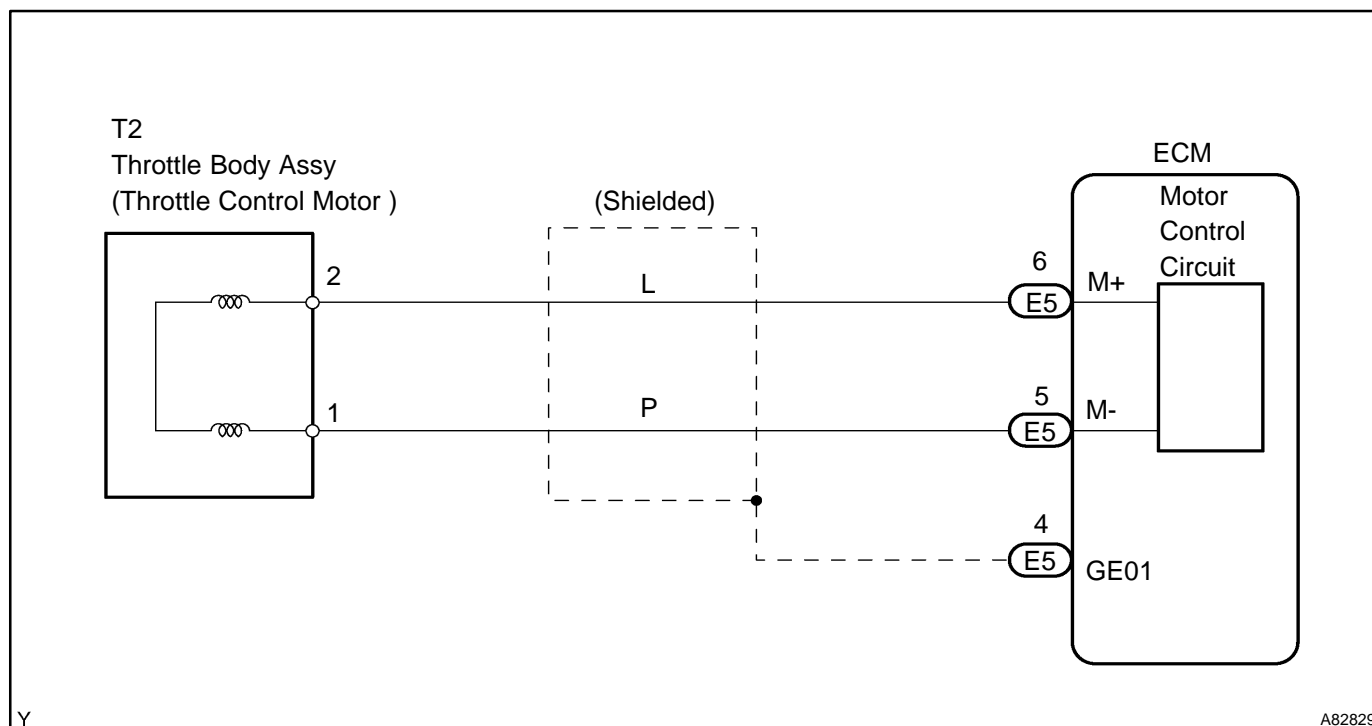 T2
Throttle Body Assy
(Throttle Control Motor )
2
1
(Shielded)
L
P
ECM
Motor
Control
Circuit
6
E5
M+
5
E5
M-
4
E5
GE01
Y
A82829